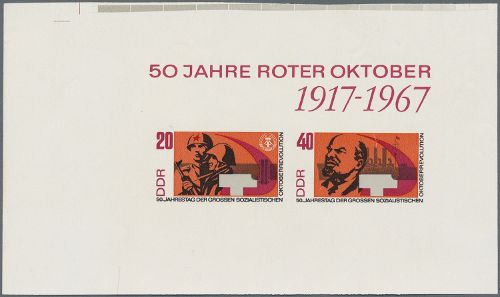 50 JAHRE ROTER OKTOBER
1917-1967
20
DDR
OKTOBERREVOLUTION
50.JAHRESTAG DER GROSSEN SOZIALISTISCHEN
40
DDR
OKTOBERREVOLUTION
50.JAHRESTAG DER GROSSEN SOZIALISTISCHEN